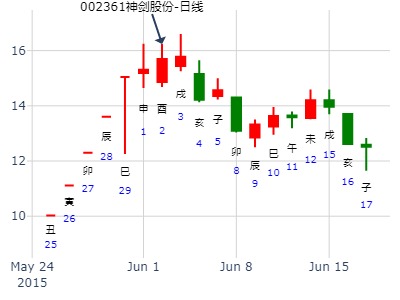 002361神剑股份-日线
16
14
12
10
丑
25
寅
26
卯
27
辰
28
巳
29
申
1
酉
2
戌
3
亥
4
子
5
卯
8
辰
9
巳
10
午
11
未
12
戌
15
亥
16
子
17
May 24
2015
Jun 1
Jun 8
Jun 15